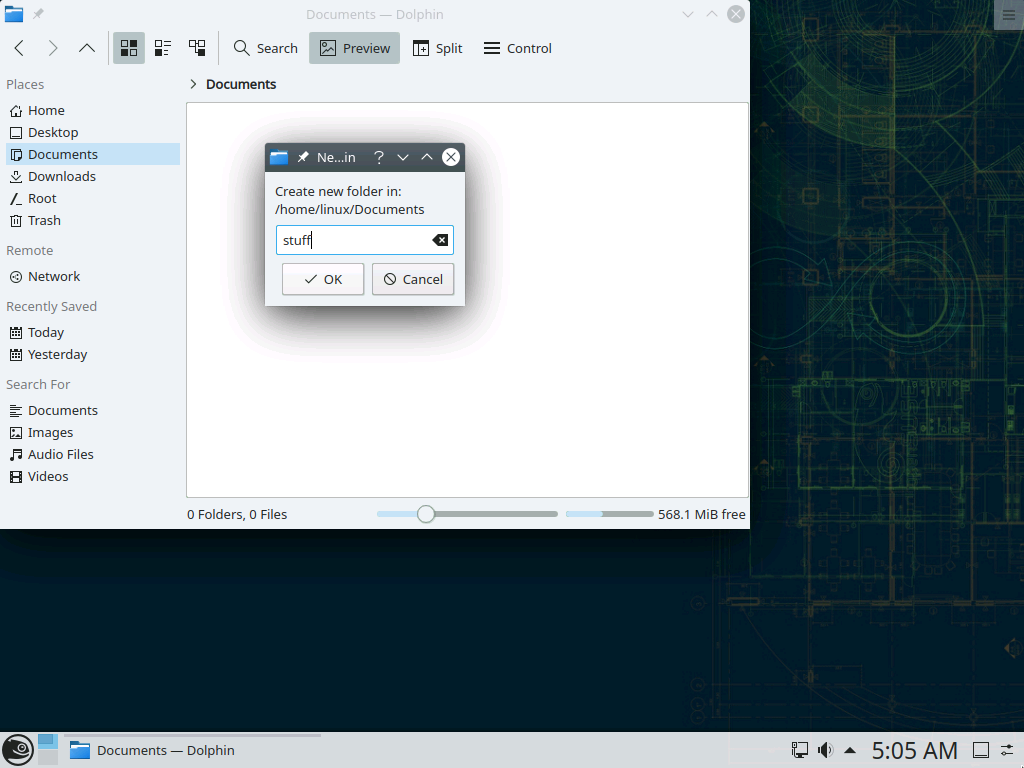 Documents — Dolphin
Search
Preview
Split
Control
Places
Documents
Home
Desktop
Documents
Downloads
Root
Trash
Remote
Network
Recently Saved
Today
Yesterday
Search For
Documents
Images
Audio Files
Videos
Ne...in
Create new folder in:
/home/linux/Documents
stuff
OK
Cancel
0 Folders, 0 Files
568.1 MiB free
Documents — Dolphin
5:05 AM